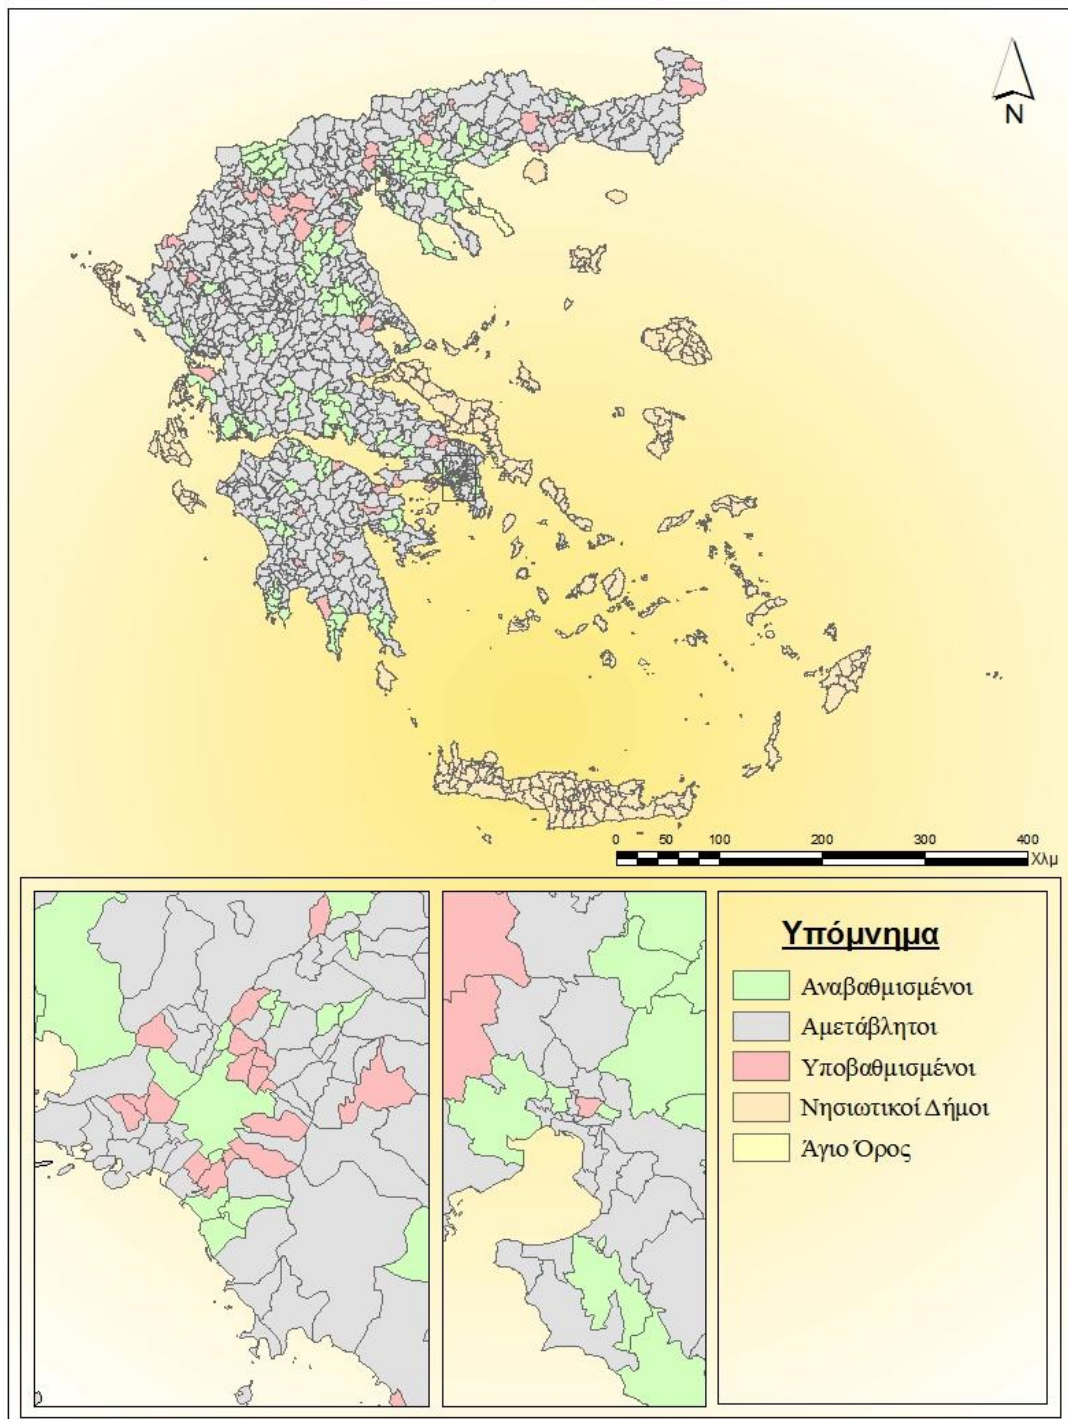 N
0 50 100 200 300 400
Χλμ
Υπόμνημα
Αναβαθμισμένοι
Αμετάβλητοι
Υποβαθμισμένοι
Νησιωτικοί Δήμοι
Άγιο Όρος